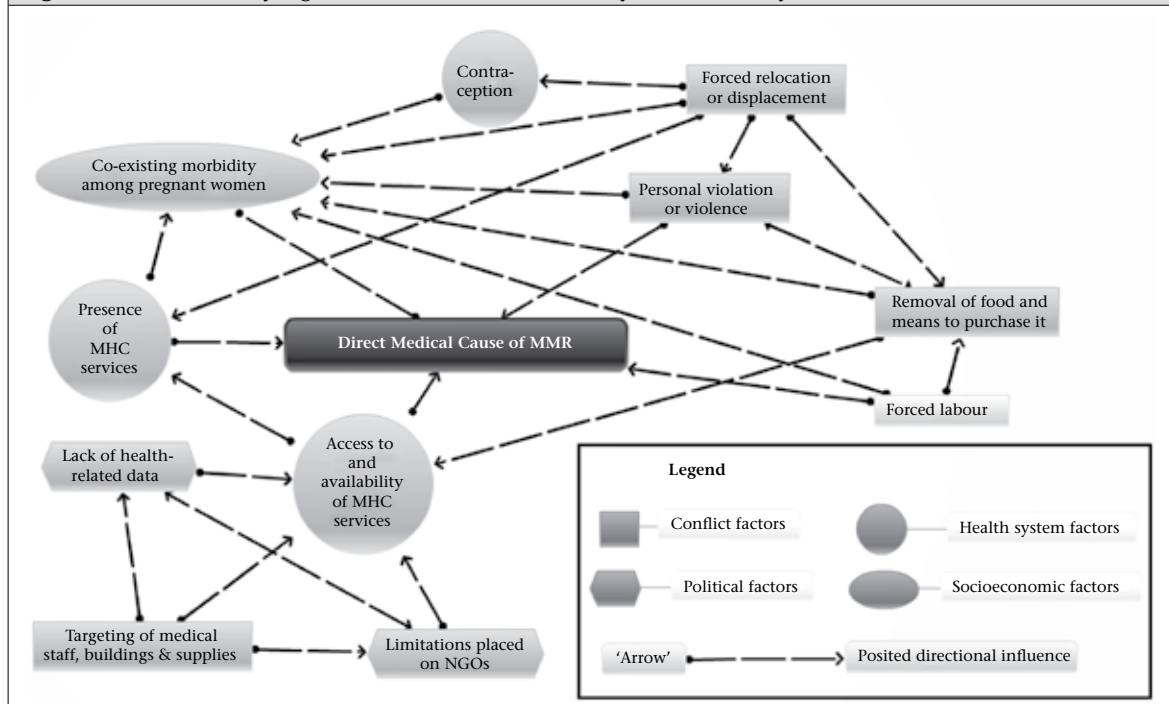 Contra-
ception
Forced relocation
or displacement
Co-existing morbidity
among pregnant women
Personal violation
or violence
Presence
of
MHC
services
Direct Medical Cause of MMR
Removal of food and
means to purchase it
Forced labour
Lack of health-
related data
Access to
and
availability
of MHC
services
Targeting of medical
staff, buildings & supplies
Limitations placed
on NGOs
Legend
Conflict factors
Health system factors
Political factors
Socioeconomic factors
'Arrow'
Posited directional influence